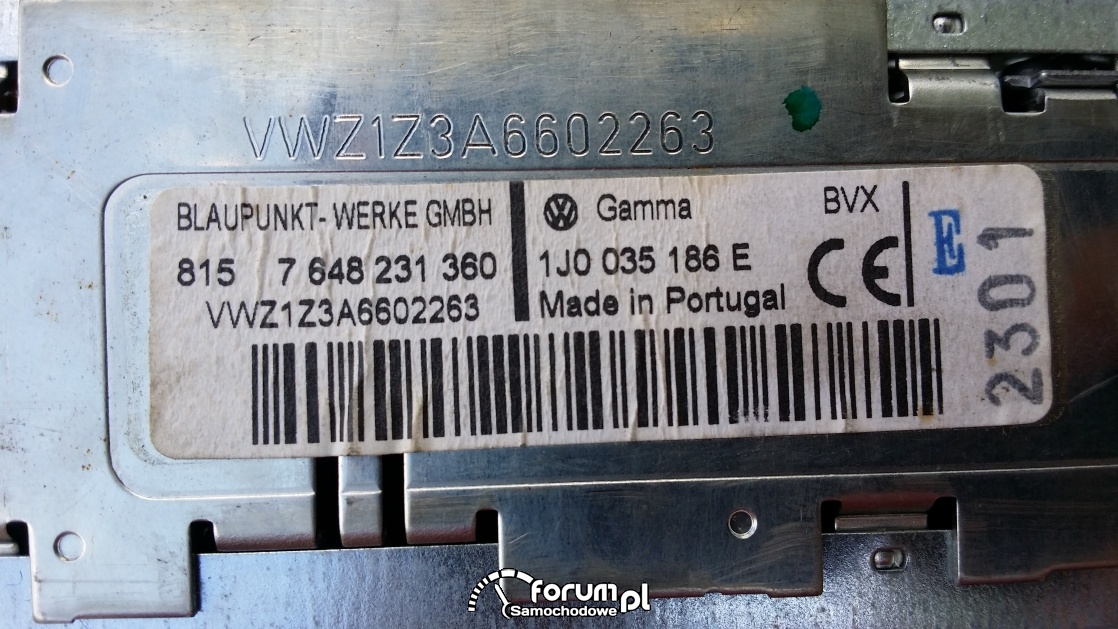 VWZ1Z3A6602263
BLAUPUNKT- WERKE GMBH
815 7 648 231 360
VWZ1Z3A6602263
Gamma BVX
1J0 035 186 E
Made in Portugal
CE
E
2301
forum.pl
Samochodowe